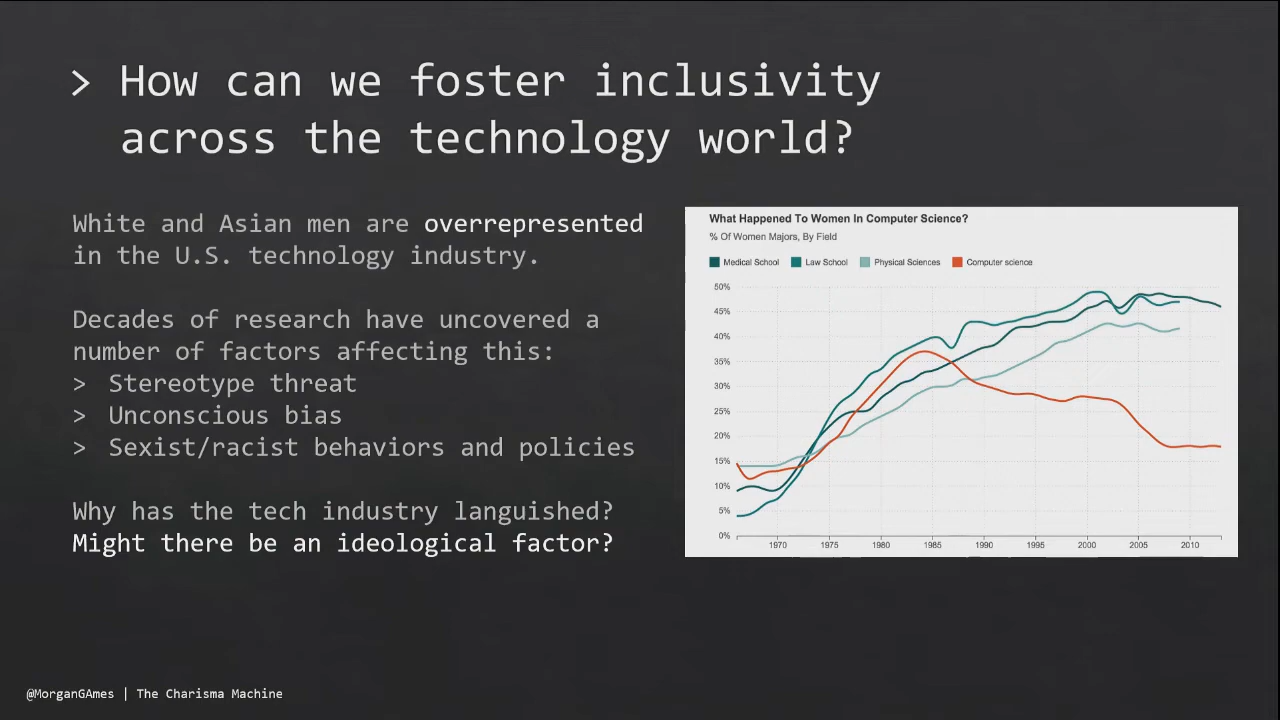 > How can we foster inclusivity
across the technology world?
White and Asian men are overrepresented
in the U.S. technology industry.
Decades of research have uncovered a
number of factors affecting this:
> Stereotype threat
> Unconscious bias
> Sexist/racist behaviors and policies
Why has the tech industry languished?
Might there be an ideological factor?
What Happened To Women In Computer Science?
% Of Women Majors, By Field
Medical School Law School Physical Sciences Computer science
50%
45%
40%
35%
30%
25%
20%
15%
10%
5%
0%
1970 1975 1980 1985 1990 1995 2000 2005 2010
@MorganGAmes | The Charisma Machine